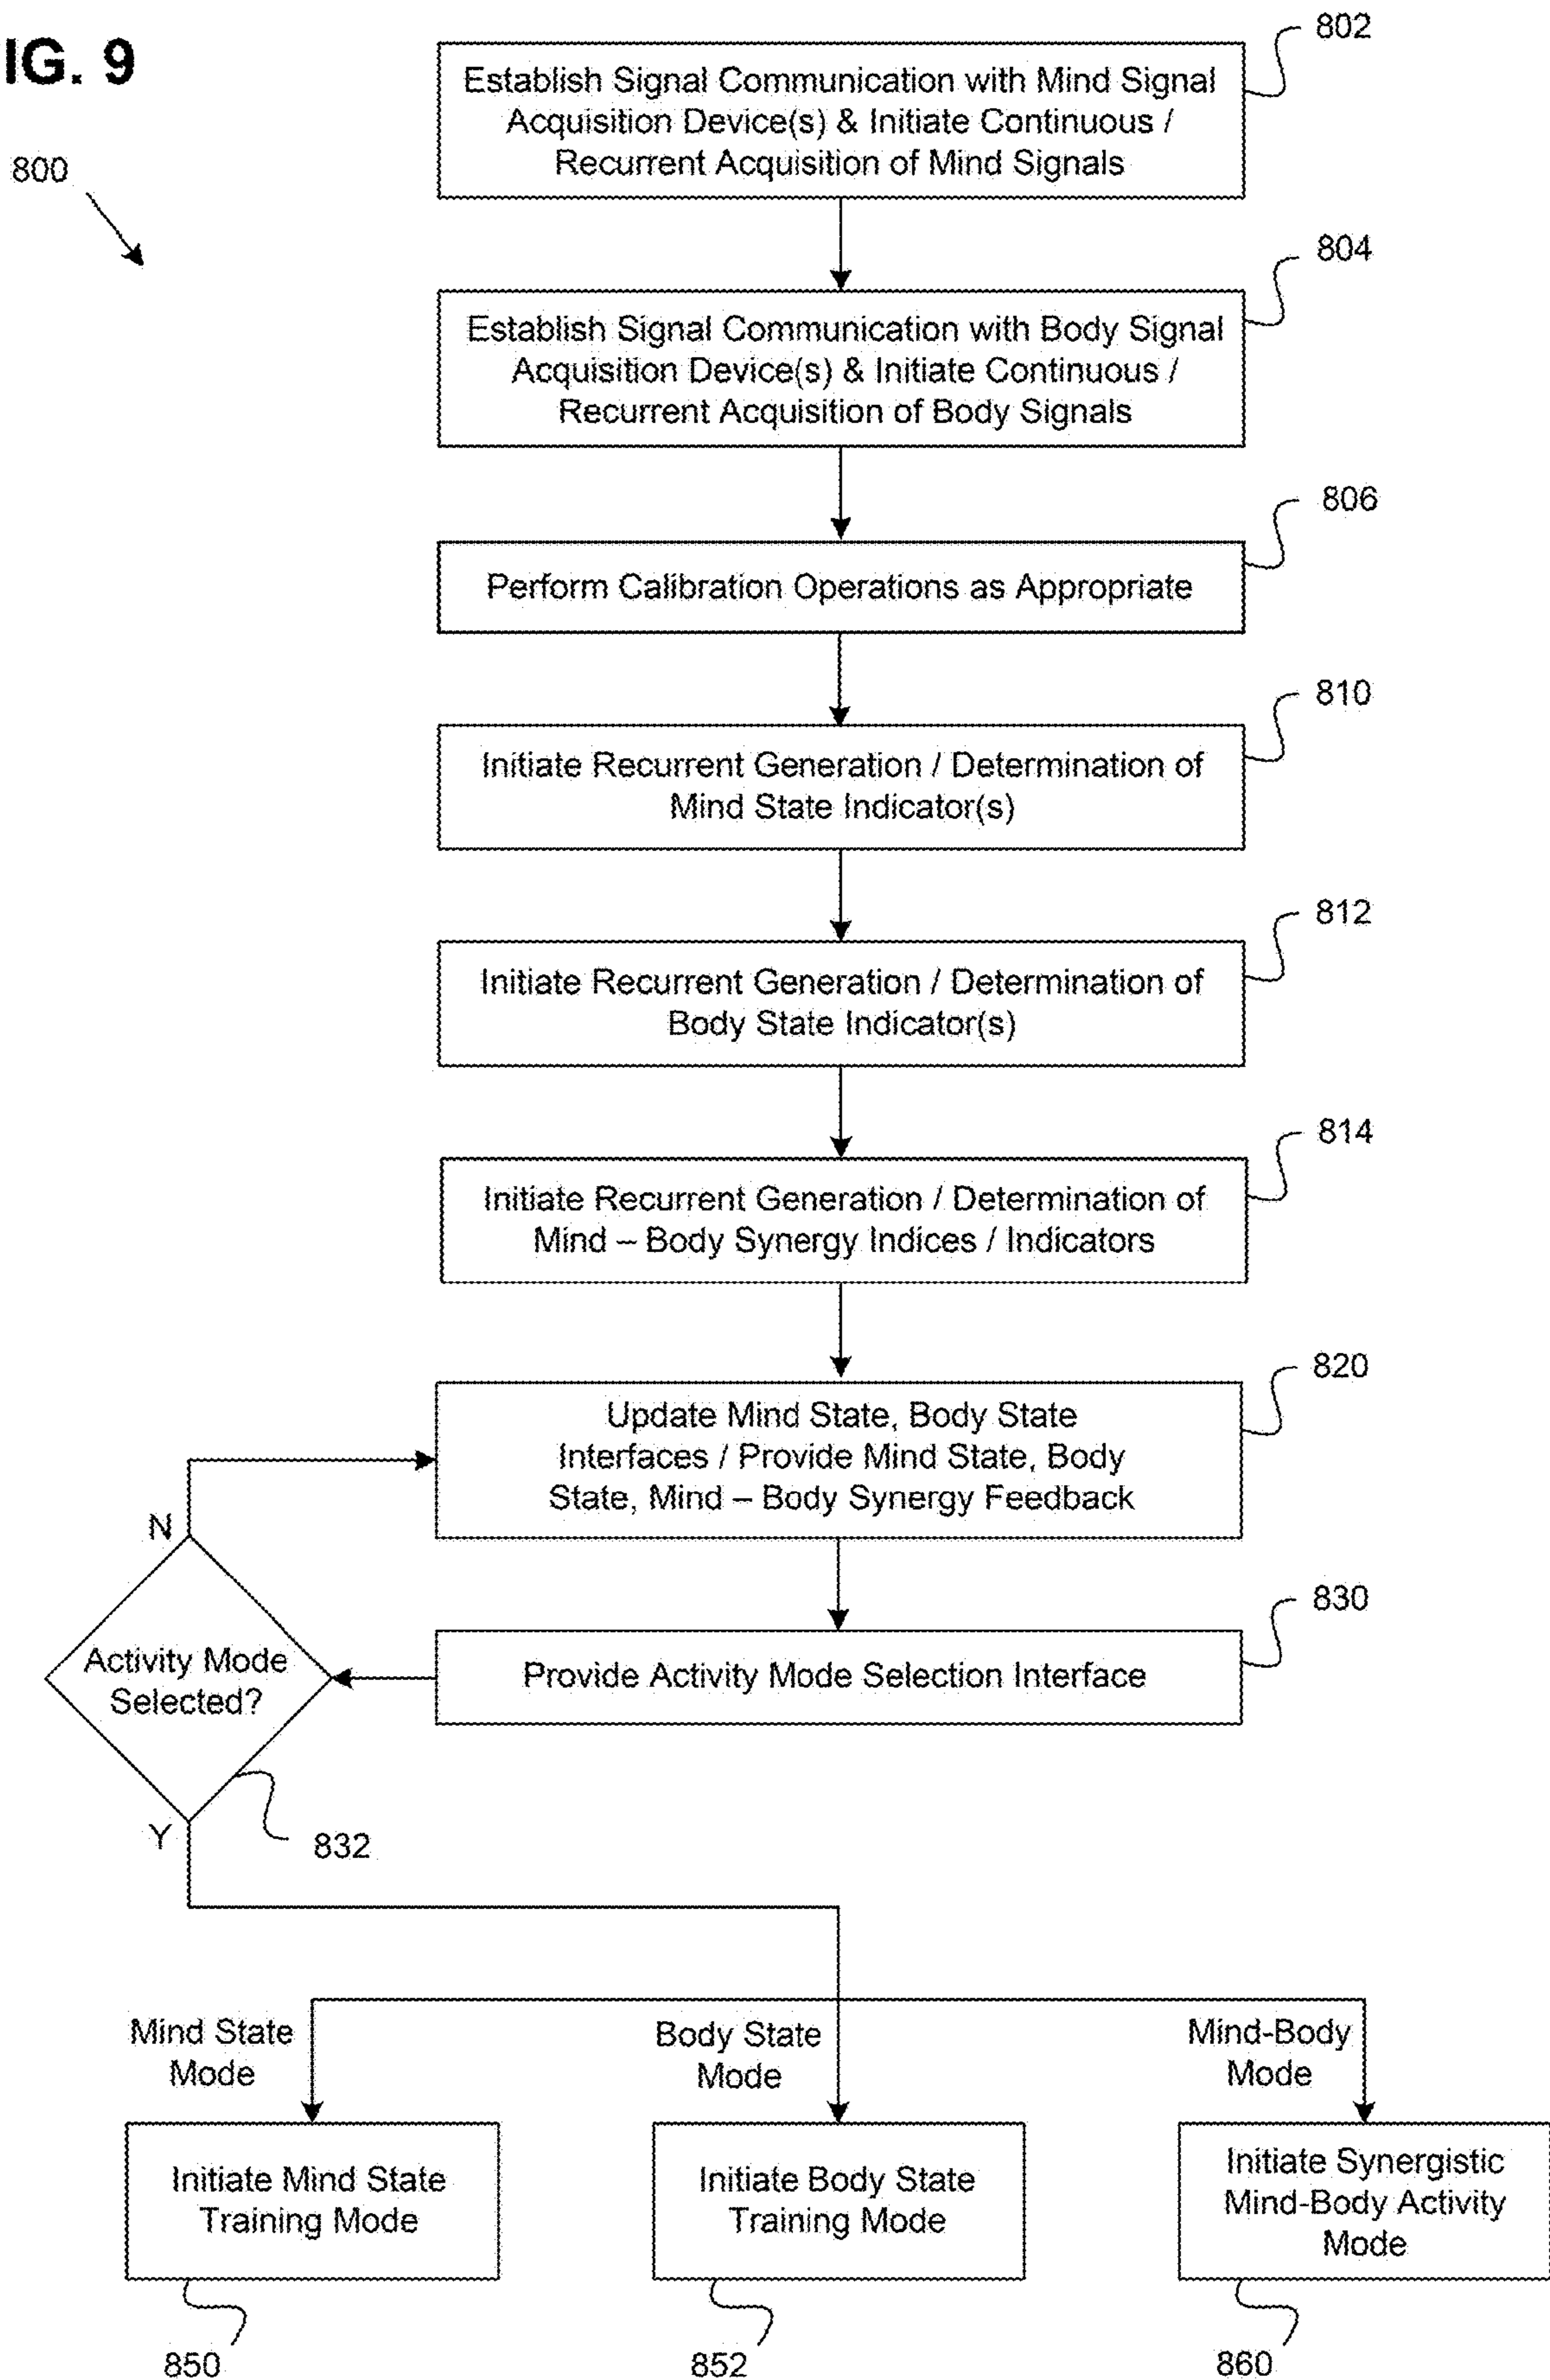 IG. 9
800
802
Establish Signal Communication with Mind Signal
Acquisition Device(s) & Initiate Continuous /
Recurrent Acquisition of Mind Signals
804
Establish Signal Communication with Body Signal
Acquisition Device(s) & Initiate Continuous /
Recurrent Acquisition of Body Signals
806
Perform Calibration Operations as Appropriate
810
Initiate Recurrent Generation / Determination of
Mind State Indicator(s)
812
Initiate Recurrent Generation / Determination of
Body State Indicator(s)
814
Initiate Recurrent Generation / Determination of
Mind – Body Synergy Indices / Indicators
820
Update Mind State, Body State
Interfaces / Provide Mind State, Body
State, Mind – Body Synergy Feedback
N
830
Provide Activity Mode Selection Interface
Activity Mode
Selected?
Y
832
Mind State
Mode
Body State
Mode
Mind-Body
Mode
Initiate Mind State
Training Mode
Initiate Body State
Training Mode
Initiate Synergistic
Mind-Body Activity
Mode
850
852
860